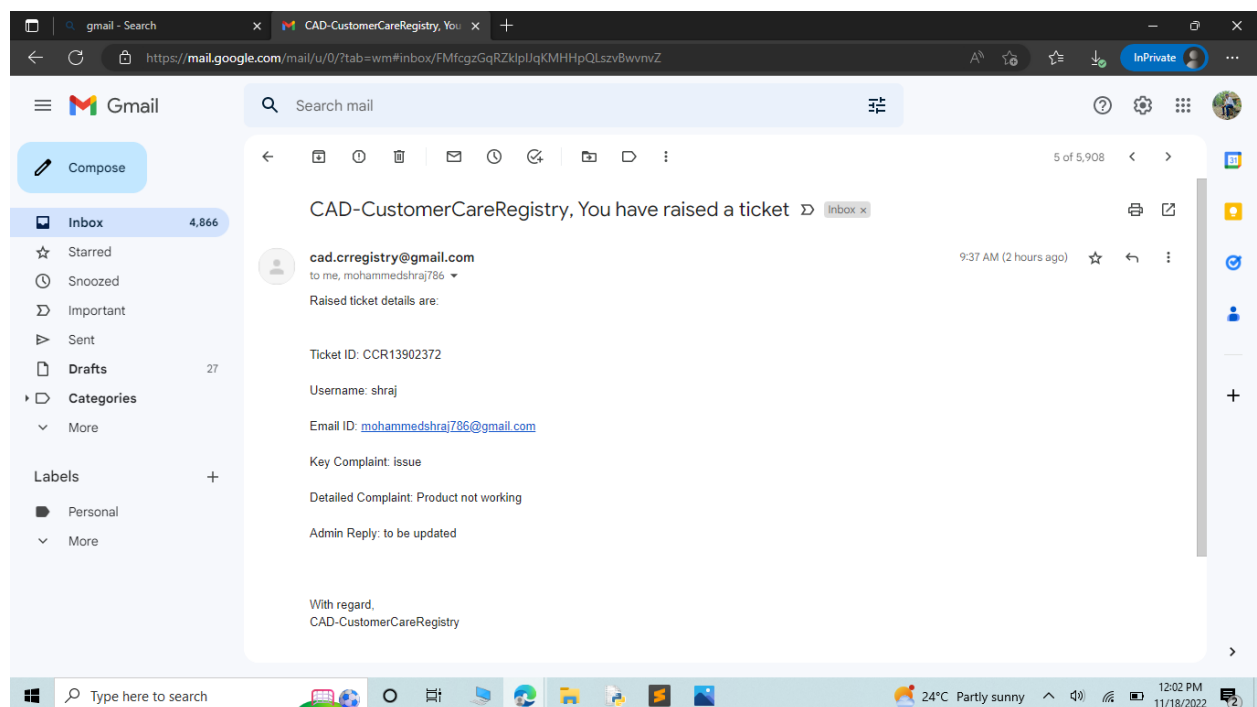 gmail - Search
CAD-CustomerCareRegistry, You
https://mail.google.com/mail/u/0/?tab=wm#inbox/FMfcgzGqRZklplJqKMHHpQLszvBwvnvZ
InPrivate
Gmail
Search mail
Compose
5 of 5,908
31
CAD-CustomerCareRegistry, You have raised a ticket
Inbox x
Inbox 4,866
Starred
Snoozed
Important
Sent
Drafts 27
Categories
More
Labels
Personal
More
cad.crregistry@gmail.com
9:37 AM (2 hours ago)
to me, mohammedshraj786
Raised ticket details are:
Ticket ID: CCR13902372
Username: shraj
Email ID: mohammedshraj786@gmail.com
Key Complaint: issue
Detailed Complaint: Product not working
Admin Reply: to be updated
With regard,
CAD-CustomerCareRegistry
Type here to search
24°C Partly sunny
12:02 PM
11/18/2022
2